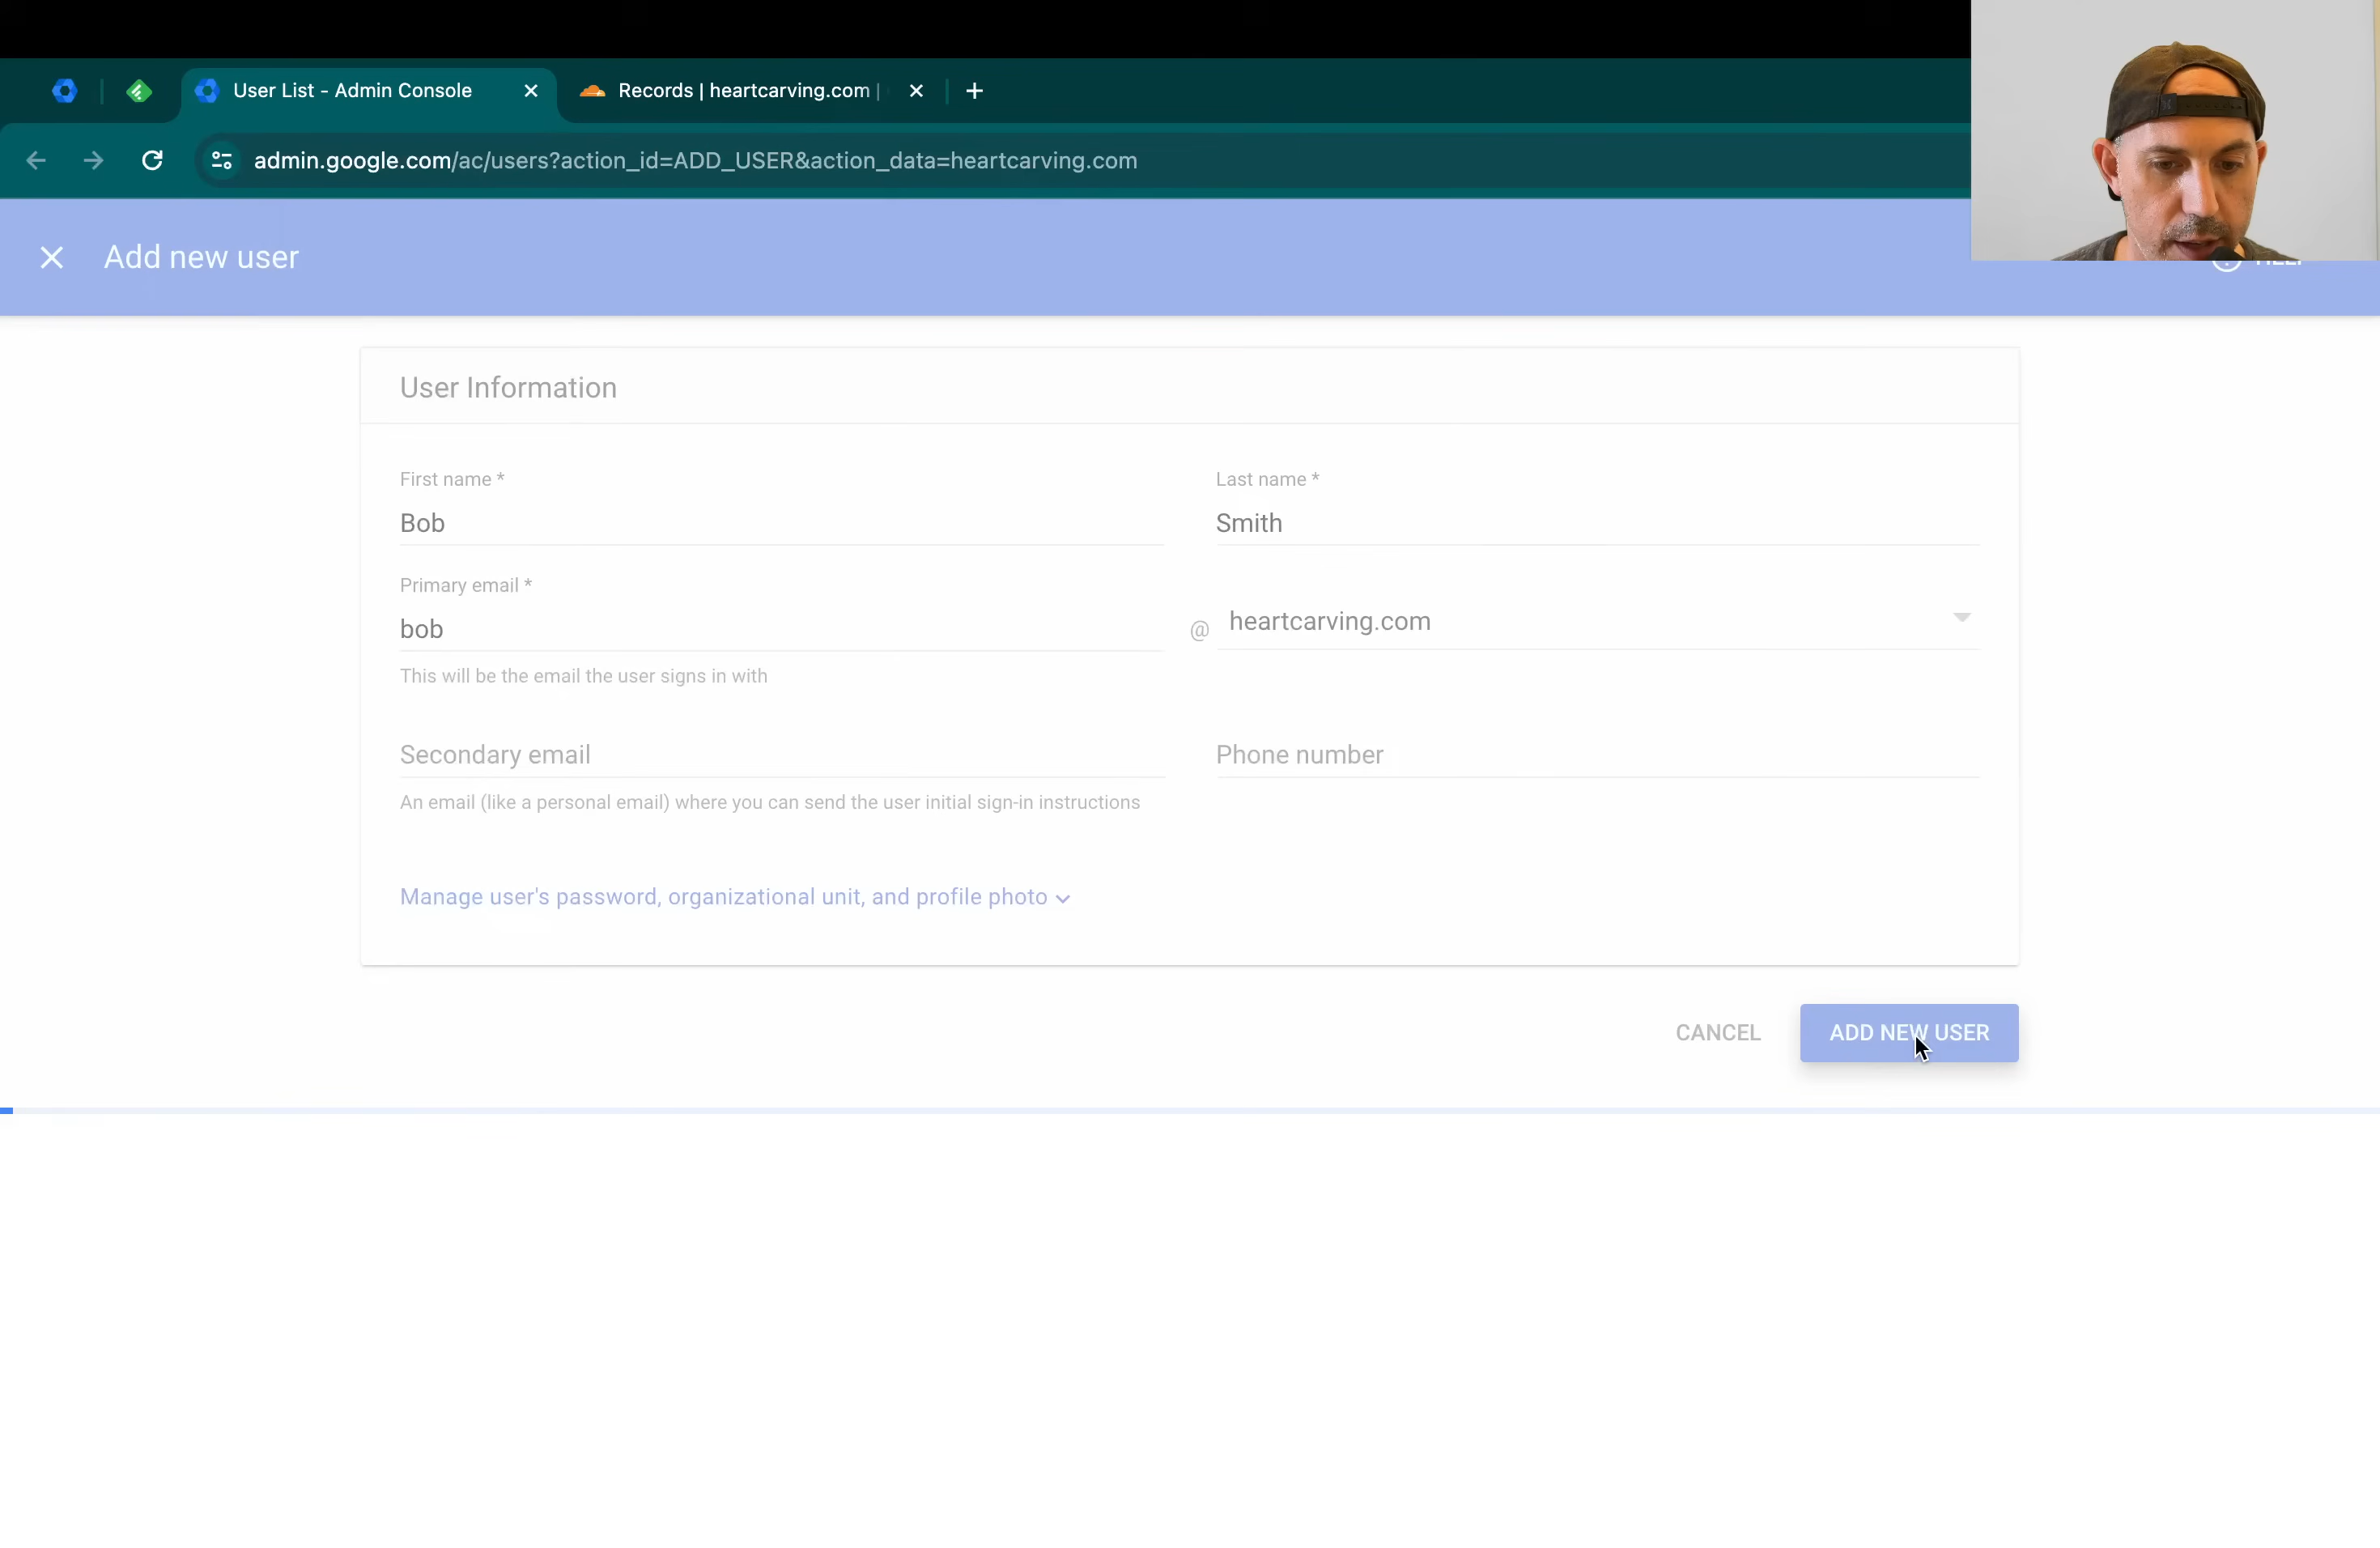 User List - Admin Console
Records | heartcarving.com |
admin.google.com/ac/users?action_id=ADD_USER&action_data=heartcarving.com
Add new user
User Information
First name *
Last name *
Bob
Smith
Primary email *
bob
@
heartcarving.com
This will be the email the user signs in with
Secondary email
Phone number
An email (like a personal email) where you can send the user initial sign-in instructions
Manage user's password, organizational unit, and profile photo
CANCEL
ADD NEW USER